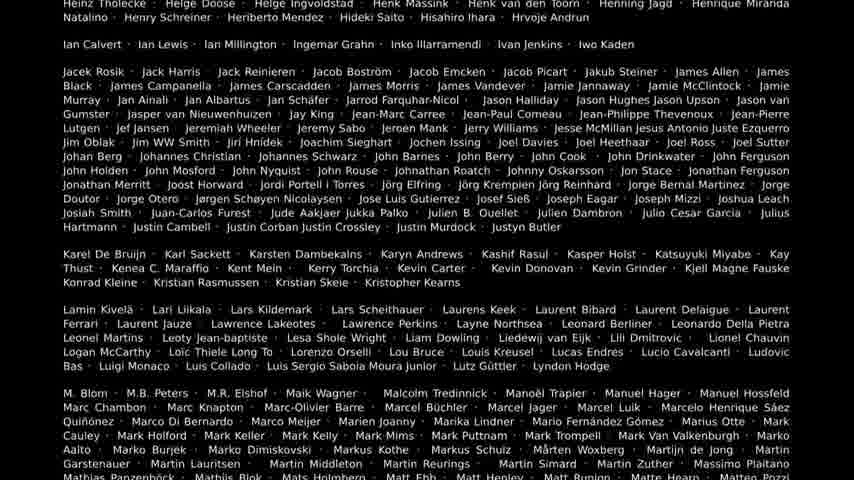 Heinz Tholecke · Helge Doose · Helge Ingvoldstad · Henk Massink · Henk van den Toorn · Henning Jagd · Henrique Miranda
Natalino · Henry Schreiner · Heriberto Mendez · Hideki Saito · Hisahiro Ihara · Hrvoje Andrun
Ian Calvert · Ian Lewis · Ian Millington · Ingemar Grahn · Inko Illarramendi · Ivan Jenkins · Iwo Kaden
Jacek Rosik · Jack Harris · Jack Reinieren · Jacob Boström · Jacob Emcken · Jacob Picart · Jakub Steiner · James Allen · James
Black · James Campanella · James Carscadden · James Morris · James Vandever · Jamie Jannaway · Jamie McClintock · Jamie
Murray · Jan Ainali · Jan Albartus · Jan Schäfer · Jarrod Farquhar-Nicol · Jason Halliday · Jason Hughes Jason Upson · Jason van
Gumster · Jasper van Nieuwenhuizen · Jay King · Jean-Marc Carree · Jean-Paul Comeau · Jean-Philippe Thevenoux · Jean-Pierre
Lutgen · Jef Jansen · Jeremiah Wheeler · Jeremy Sabo · Jeroen Mank · Jerry Williams · Jesse McMillan Jesus Antonio Juste Ezquerro
Jim Oblak · Jim WW Smith · Jiri Hnídek · Joachim Sieghart · Jochen Issing · Joel Davies · Joel Heethaar · Joel Ross · Joel Sutter
Johan Berg · Johannes Christian · Johannes Schwarz · John Barnes · John Berry · John Cook · John Drinkwater · John Ferguson
John Holden · John Mosford · John Nyquist · John Rouse · Johnathan Roatch · Johnny Oskarsson · Jon Stace · Jonathan Ferguson
Jonathan Merritt · Joost Horward · Jordi Portell i Torres · Jörg Elfring · Jörg Krempien Jörg Reinhard · Jorge Bernal Martinez · Jorge
Doutor · Jorge Otero · Jørgen Schøyen Nicolaysen · Jose Luis Gutierrez · Josef Sieß · Joseph Eagar · Joseph Mizzi · Joshua Leach
Josiah Smith · Juan-Carlos Furest · Jude Aakjaer Jukka Palko · Julien B. Ouellet · Julien Dambron · Julio Cesar Garcia · Julius
Hartmann · Justin Cambell · Justin Corban Justin Crossley · Justin Murdock · Justyn Butler
Karel De Bruijn · Karl Sackett · Karsten Dambekalns · Karyn Andrews · Kashif Rasul · Kasper Holst · Katsuyuki Miyabe · Kay
Thust · Kenea C. Maraffio · Kent Mein · Kerry Torchia · Kevin Carter · Kevin Donovan · Kevin Grinder · Kjell Magne Fauske
Konrad Kleine · Kristian Rasmussen · Kristian Skeie · Kristopher Kearns
Lamin Kivelä · Lari Liikala · Lars Kildemark · Lars Scheithauer · Laurens Keek · Laurent Bibard · Laurent Delaigue · Laurent
Ferrari · Laurent Jauze · Lawrence Lakeotes · Lawrence Perkins · Layne Northsea · Leonard Berliner · Leonardo Della Pietra
Leonel Martins · Leoty Jean-baptiste · Lesa Shole Wright · Liam Dowling · Liedewij van Eijk · Lili Dmitrovic · Lionel Chauvin
Logan McCarthy · Loïc Thiele Long To · Lorenzo Orselli · Lou Bruce · Louis Kreusel · Lucas Endres · Lucio Cavalcanti · Ludovic
Bas · Luigi Monaco · Luis Collado · Luis Sergio Saboia Moura Junior · Lutz Güttler · Lyndon Hodge
M. Blom · M.B. Peters · M.R. Elshof · Maik Wagner · Malcolm Tredinnick · Manoël Trapier · Manuel Hager · Manuel Hossfeld
Marc Chambon · Marc Knapton · Marc-Olivier Barre · Marcel Büchler · Marcel Jager · Marcel Luik · Marcelo Henrique Sáez
Quiñónez · Marco Di Bernardo · Marco Meijer · Marien Joanny · Marika Lindner · Mario Fernández Gómez · Marius Otte · Mark
Cauley · Mark Holford · Mark Keller · Mark Kelly · Mark Mims · Mark Puttnam · Mark Trompell · Mark Van Valkenburgh · Marko
Aalto · Marko Burjek · Marko Dimiskovski · Markus Kothe · Markus Schulz · Mårten Woxberg · Martijn de Jong · Martin
Garstenauer · Martin Lauritsen · Martin Middleton · Martin Reurings · Martin Simard · Martin Zuther · Massimo Plaitano
Mathias Panzenböck · Mathijs Blok · Mats Holmberg · Matt Ebb · Matt Henley · Matt Runion · Matte Hearn · Matteo Pozzi